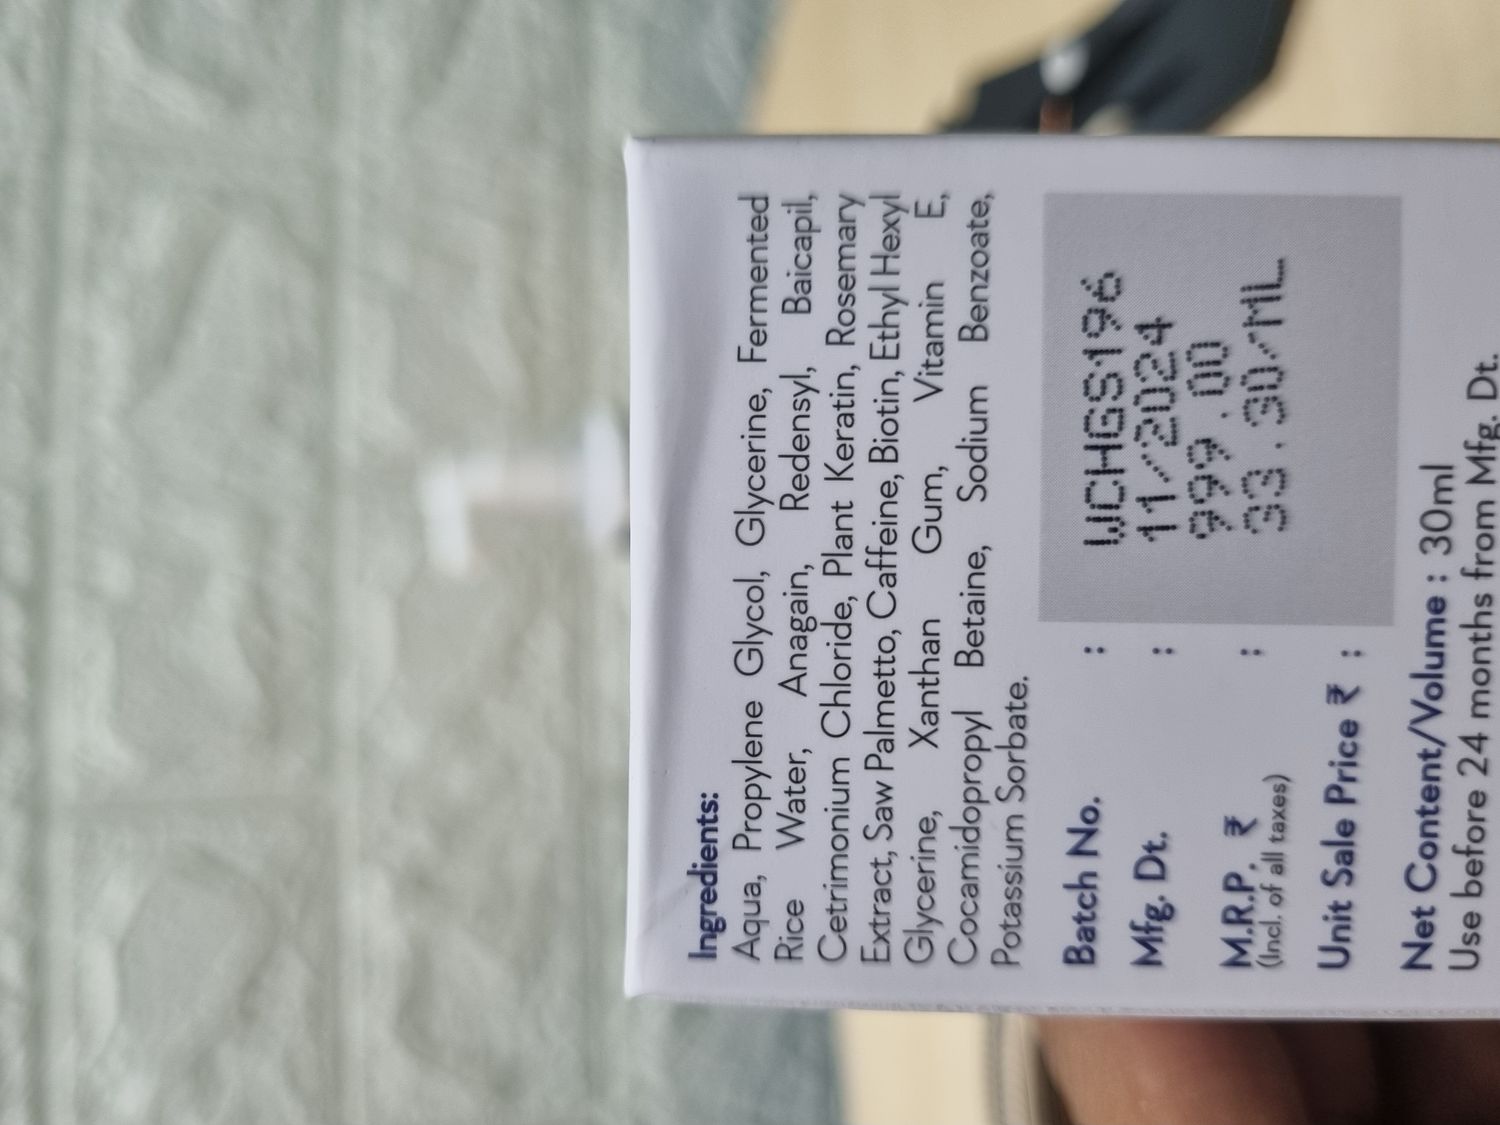 Ingredients:
Aqua, Propylene Glycol, Glycerine, Fermented
Rice Water, Anagain, Redensyl, Baicapil,
Cetrimonium Chloride, Plant Keratin, Rosemary
Extract, Saw Palmetto, Caffeine, Biotin, Ethyl Hexyl
Glycerine, Xanthan Gum, Vitamin E,
Cocamidopropyl Betaine, Sodium Benzoate,
Potassium Sorbate.
Batch No. : WCHGS196
Mfg. Dt. : 11/2024
M.R.P. ₹ : 999.00
(Incl. of all taxes)
Unit Sale Price ₹ : 33.30/ML
Net Content/Volume : 30ml
Use before 24 months from Mfg. Dt.